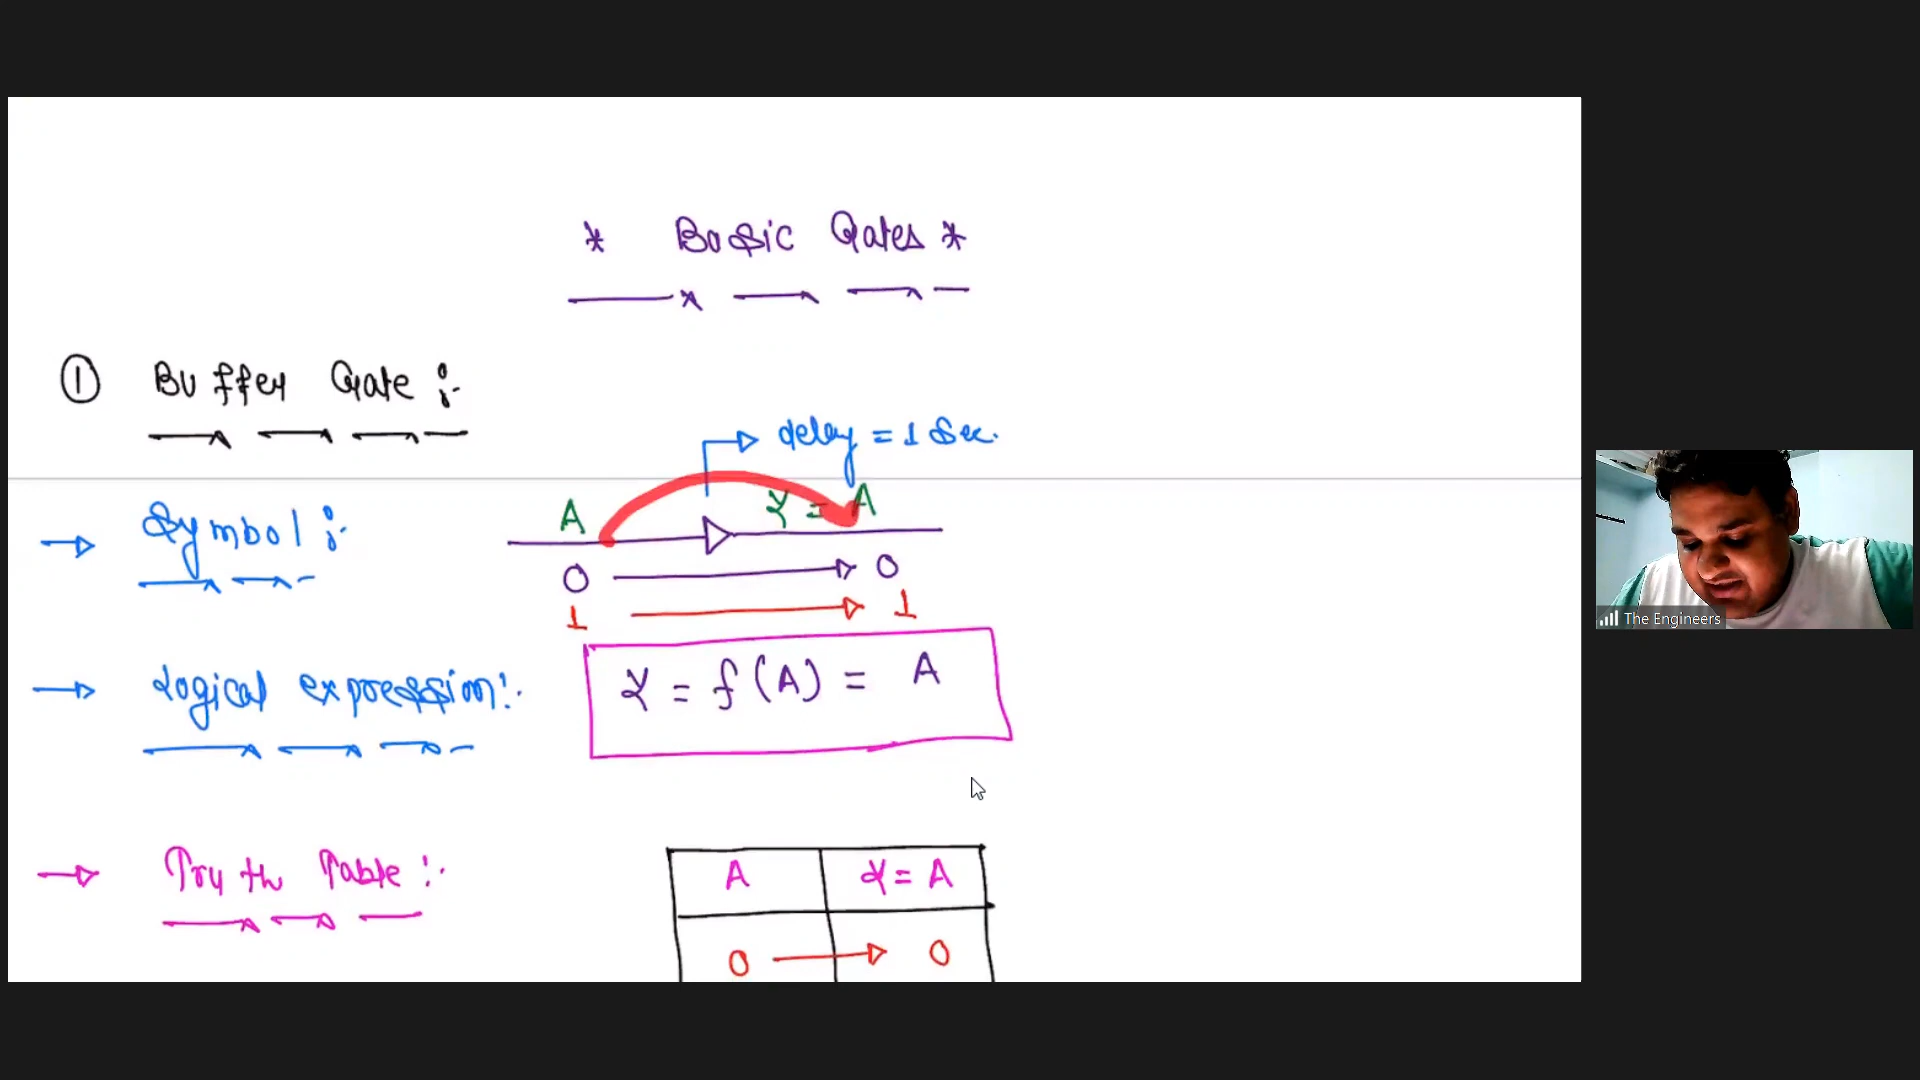 * Basic Gates *
① Buffer Gate :-
delay = 1 Sec.
Symbol :-
A Y = A
0 0
1 1
Logical expression :-
Y = f (A) = A
Truth Table :-
A Y = A
0 0
The Engineers